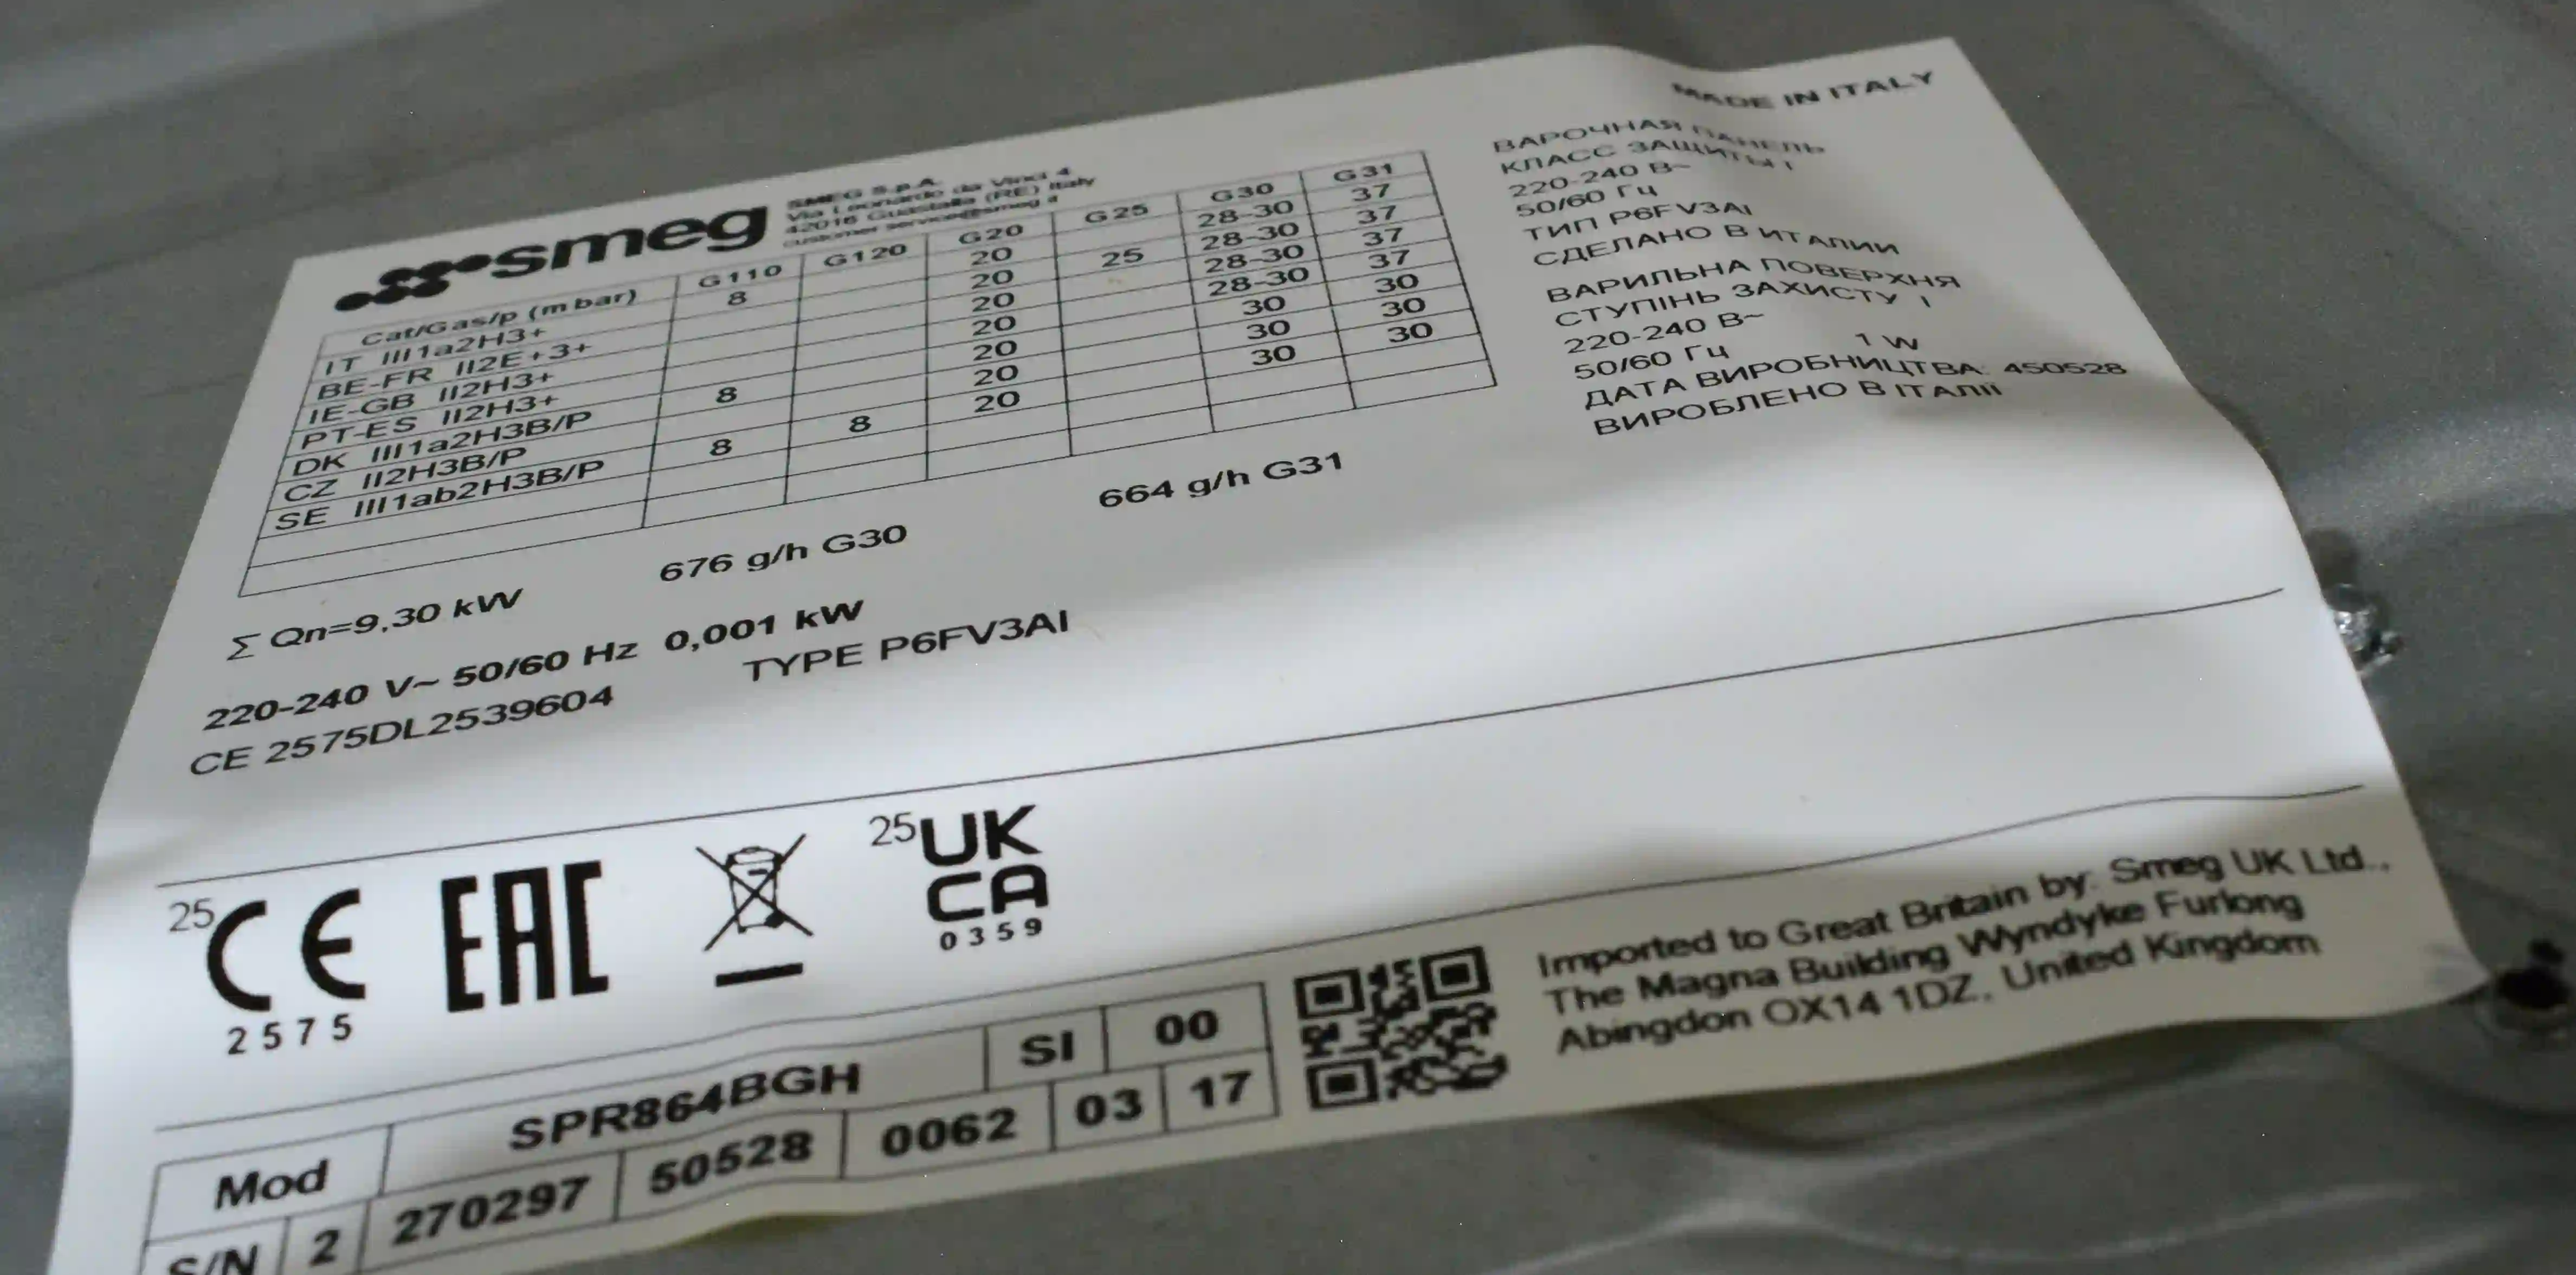 MADE IN ITALY
smeg
SMEG S.p.A.
Via Leonardo da Vinci 4
42016 Guastalla (RE) Italy
customer.service@smeg.it
Cat/Gas/p (mbar) G110 G120 G20 G25 G30 G31
IT III1a2H3+ 8 20 28-30 37
BE-FR II2E+3+ 20 25 28-30 37
IE-GB II2H3+ 20 28-30 37
PT-ES II2H3+ 20 28-30 37
DK III1a2H3B/P 8 20 30 30
CZ II2H3B/P 20 30 30
SE III1ab2H3B/P 8 8 20 30 30
Σ Qn=9,30 kW 676 g/h G30 664 g/h G31
220-240 V~ 50/60 Hz 0,001 kW
CE 2575DL2539604 TYPE P6FV3AI
ВАРОЧНАЯ ПАНЕЛЬ
КЛАСС ЗАЩИТЫ I
220-240 В~
50/60 Гц
ТИП P6FV3AI
СДЕЛАНО В ИТАЛИИ
ВАРИЛЬНА ПОВЕРХНЯ
СТУПІНЬ ЗАХИСТУ I
220-240 В~
50/60 Гц 1 W
ДАТА ВИРОБНИЦТВА: 450528
ВИРОБЛЕНО В ІТАЛІЇ
25 CE
2575
EAC
25 UK
CA
0359
Mod SPR864BGH SI 00
S/N 2 270297 50528 0062 03 17
Imported to Great Britain by: Smeg UK Ltd.,
The Magna Building Wyndyke Furlong
Abingdon OX14 1DZ, United Kingdom